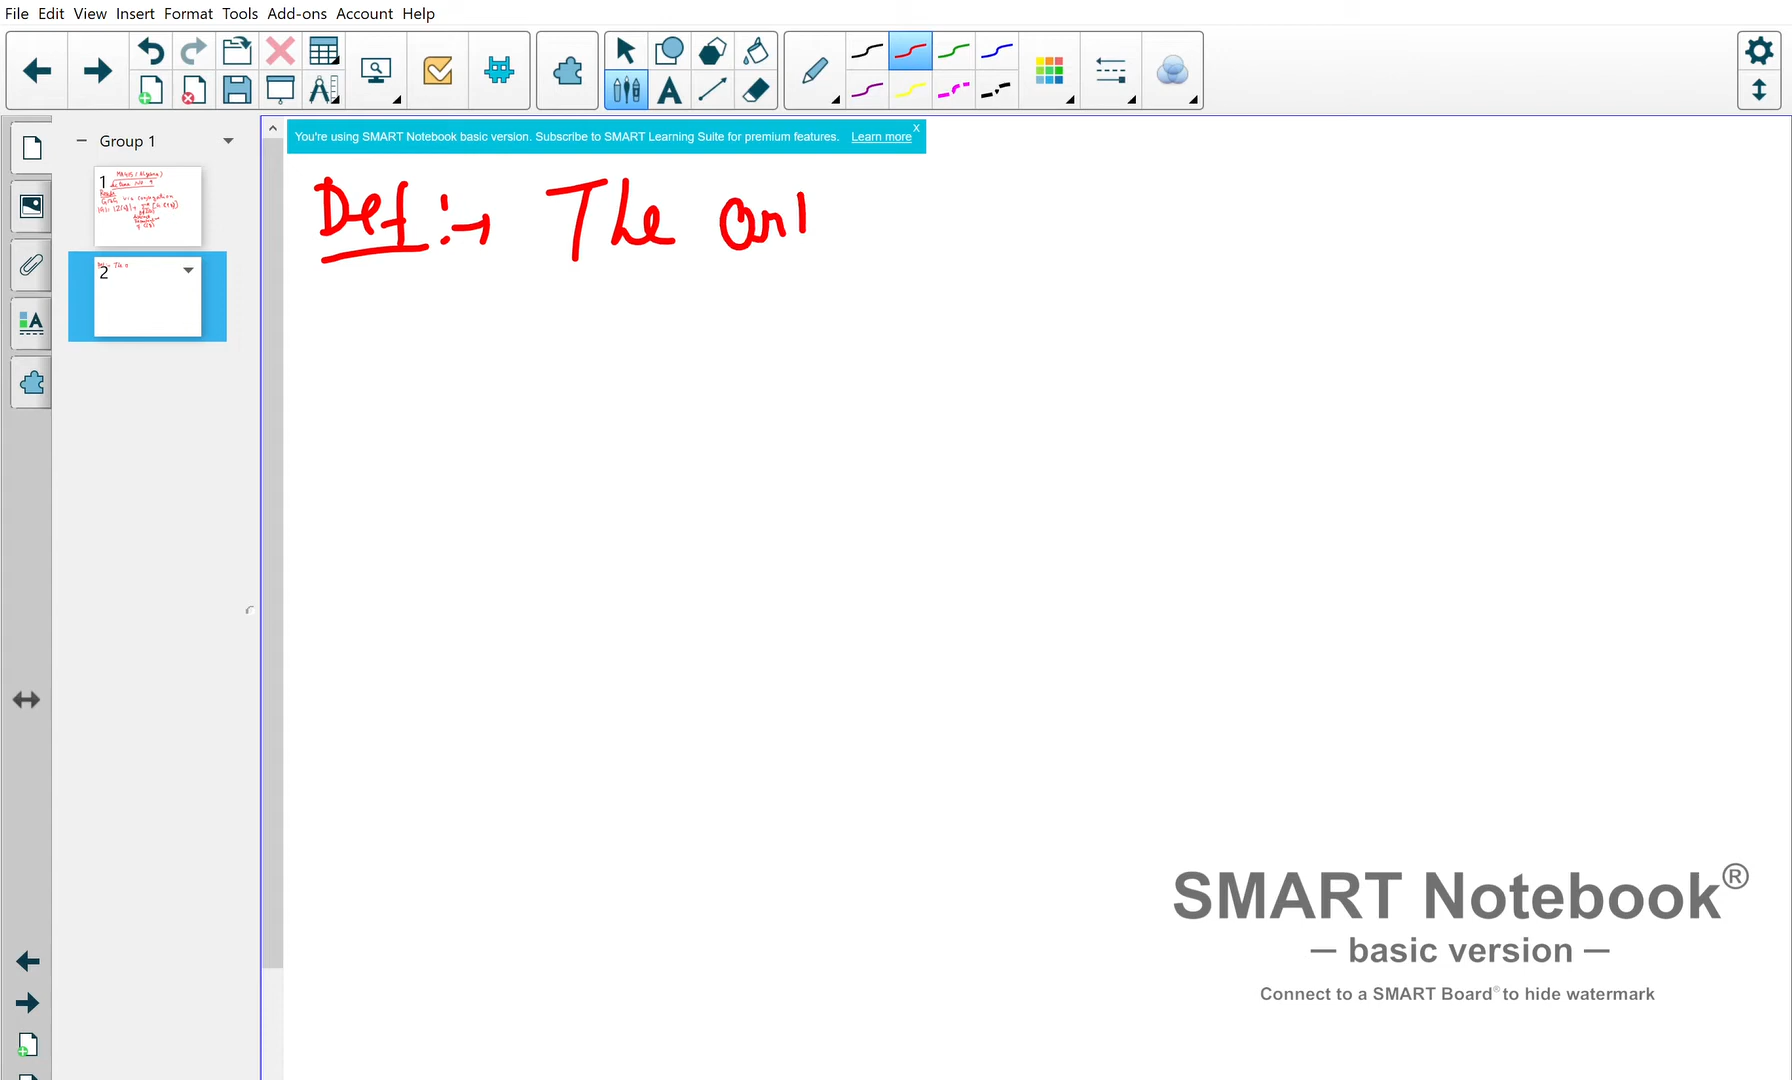 File Edit View Insert Format Tools Add-ons Account Help
You're using SMART Notebook basic version. Subscribe to SMART Learning Suite for premium features. Learn more X
Group 1
1
2
Def :→ The
SMART Notebook®
— basic version —
Connect to a SMART Board® to hide watermark